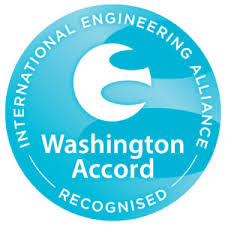 INTERNATIONAL ENGINEERING ALLIANCE
Washington
Accord
RECOGNISED